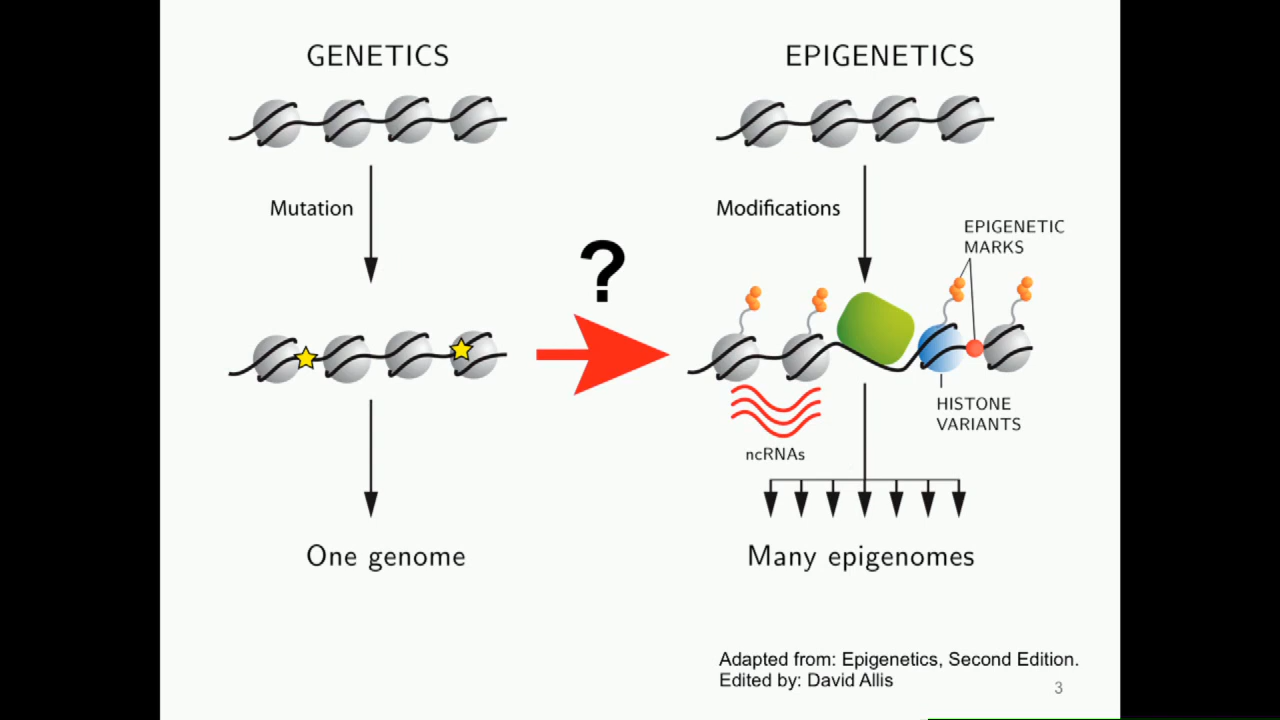 GENETICS
EPIGENETICS
Mutation
Modifications
EPIGENETIC
MARKS
?
HISTONE
VARIANTS
ncRNAs
One genome
Many epigenomes
Adapted from: Epigenetics, Second Edition.
Edited by: David Allis
3